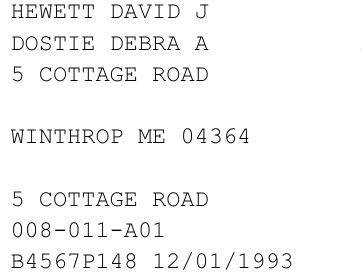 HEWETT DAVID J
DOSTIE DEBRA A
5 COTTAGE ROAD
WINTHROP ME 04364
5 COTTAGE ROAD
008-011-A01
B4567P148 12/01/1993